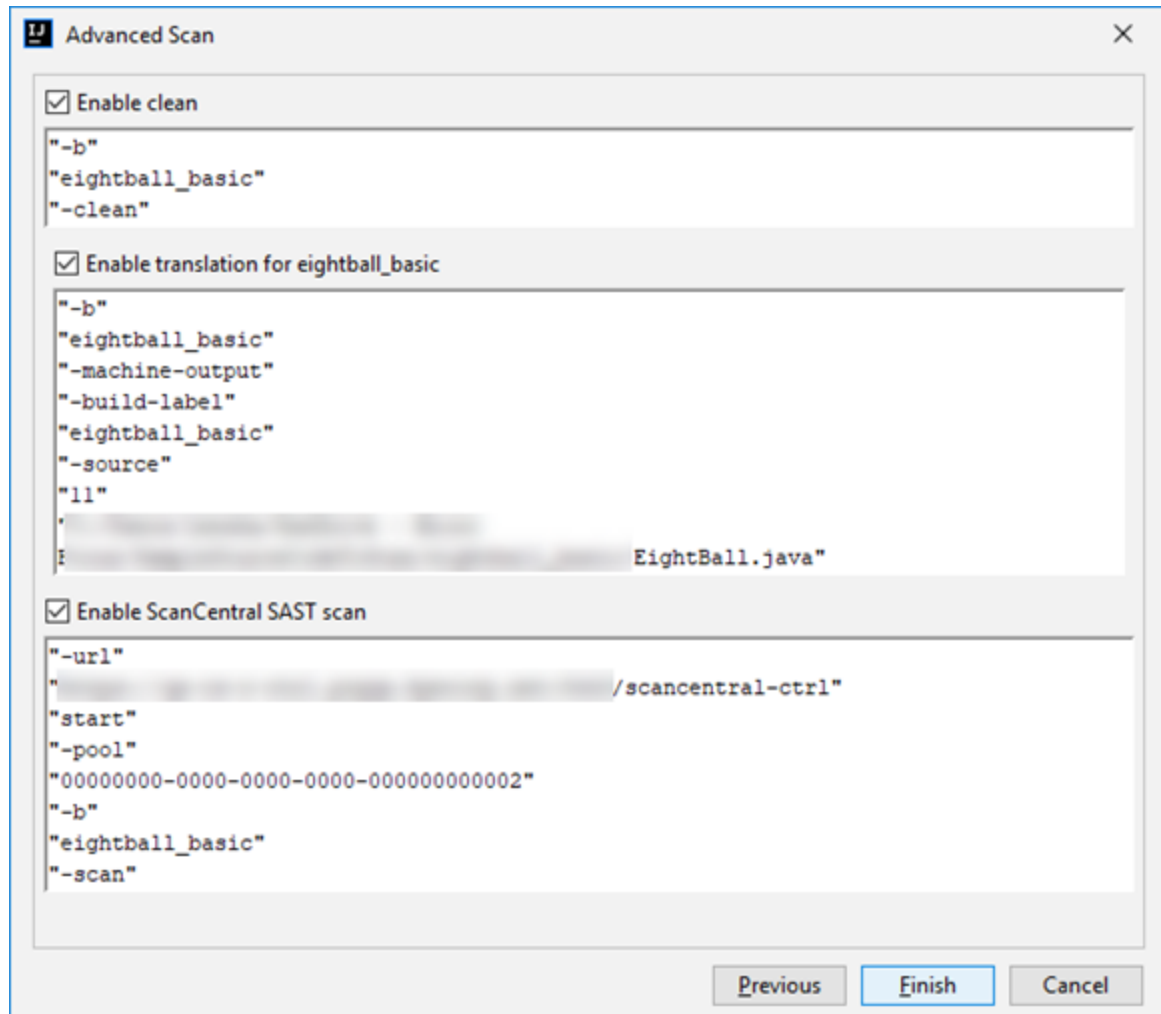 IJ Advanced Scan
Enable clean
"-b"
"eightball_basic"
"-clean"
Enable translation for eightball_basic
"-b"
"eightball_basic"
"-machine-output"
"-build-label"
"eightball_basic"
"-source"
"11"
"
EightBall.java"
Enable ScanCentral SAST scan
"-url"
" /scancentral-ctrl"
"start"
"-pool"
"00000000-0000-0000-0000-000000000002"
"-b"
"eightball_basic"
"-scan"
Previous Finish Cancel